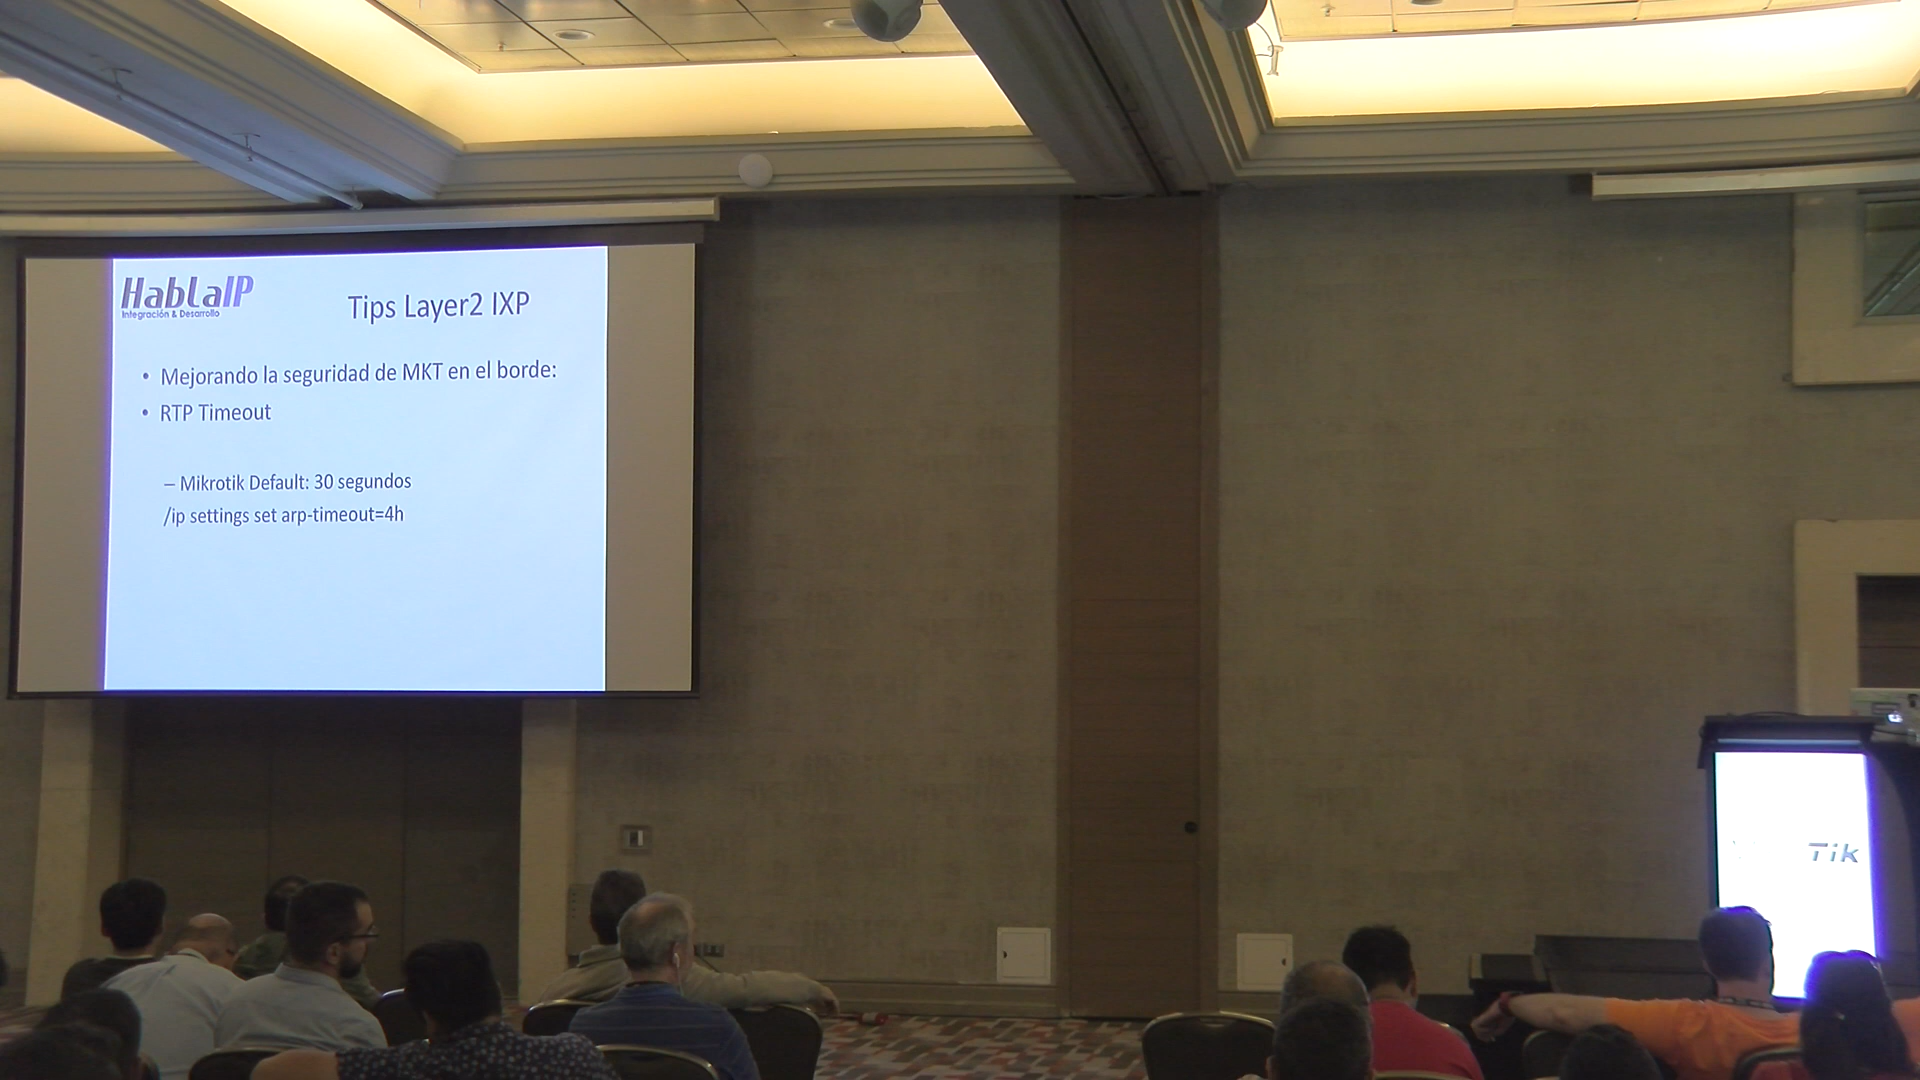 HablaIP
Integración & Desarrollo
Tips Layer2 IXP
• Mejorando la seguridad de MKT en el borde:
• RTP Timeout
– Mikrotik Default: 30 segundos
/ip settings set arp-timeout=4h
Tik